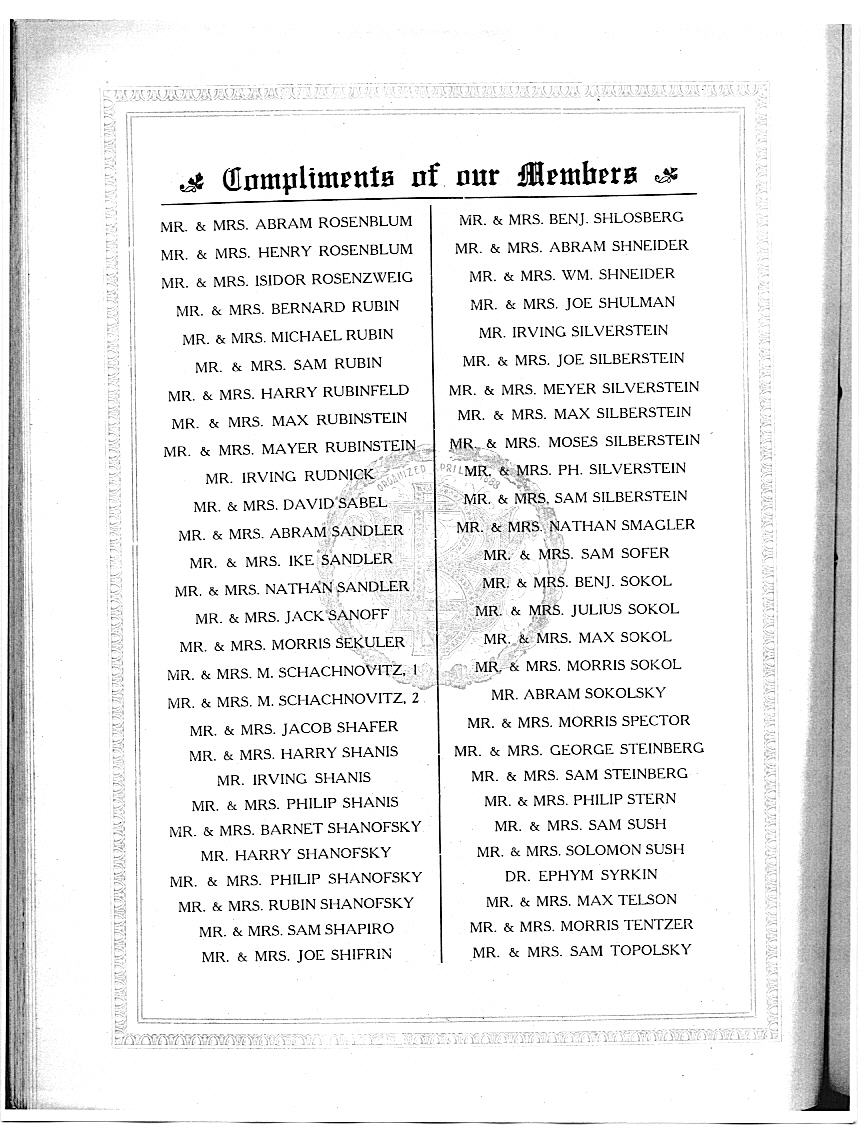 Compliments of our Members
MR. & MRS. ABRAM ROSENBLUM
MR. & MRS. HENRY ROSENBLUM
MR. & MRS. ISIDOR ROSENZWEIG
MR. & MRS. BERNARD RUBIN
MR. & MRS. MICHAEL RUBIN
MR. & MRS. SAM RUBIN
MR. & MRS. HARRY RUBINFELD
MR. & MRS. MAX RUBINSTEIN
MR. & MRS. MAYER RUBINSTEIN
MR. IRVING RUDNICK
MR. & MRS. DAVID SABEL
MR. & MRS. ABRAM SANDLER
MR. & MRS. IKE SANDLER
MR. & MRS. NATHAN SANDLER
MR. & MRS. JACK SANOFF
MR. & MRS. MORRIS SEKULER
MR. & MRS. M. SCHACHNOVITZ, 1
MR. & MRS. M. SCHACHNOVITZ, 2
MR. & MRS. JACOB SHAFER
MR. & MRS. HARRY SHANIS
MR. IRVING SHANIS
MR. & MRS. PHILIP SHANIS
MR. & MRS. BARNET SHANOFSKY
MR. HARRY SHANOFSKY
MR. & MRS. PHILIP SHANOFSKY
MR. & MRS. RUBIN SHANOFSKY
MR. & MRS. SAM SHAPIRO
MR. & MRS. JOE SHIFRIN
MR. & MRS. BENJ. SHLOSBERG
MR. & MRS. ABRAM SHNEIDER
MR. & MRS. WM. SHNEIDER
MR. & MRS. JOE SHULMAN
MR. IRVING SILVERSTEIN
MR. & MRS. JOE SILBERSTEIN
MR. & MRS. MEYER SILVERSTEIN
MR. & MRS. MAX SILBERSTEIN
MR. & MRS. MOSES SILBERSTEIN
MR. & MRS. PH. SILVERSTEIN
MR. & MRS. SAM SILBERSTEIN
MR. & MRS. NATHAN SMAGLER
MR. & MRS. SAM SOFER
MR. & MRS. BENJ. SOKOL
MR. & MRS. JULIUS SOKOL
MR. & MRS. MAX SOKOL
MR. & MRS. MORRIS SOKOL
MR. ABRAM SOKOLSKY
MR. & MRS. MORRIS SPECTOR
MR. & MRS. GEORGE STEINBERG
MR. & MRS. SAM STEINBERG
MR. & MRS. PHILIP STERN
MR. & MRS. SAM SUSH
MR. & MRS. SOLOMON SUSH
DR. EPHYM SYRKIN
MR. & MRS. MAX TELSON
MR. & MRS. MORRIS TENTZER
MR. & MRS. SAM TOPOLSKY
ORGANIZED APRIL